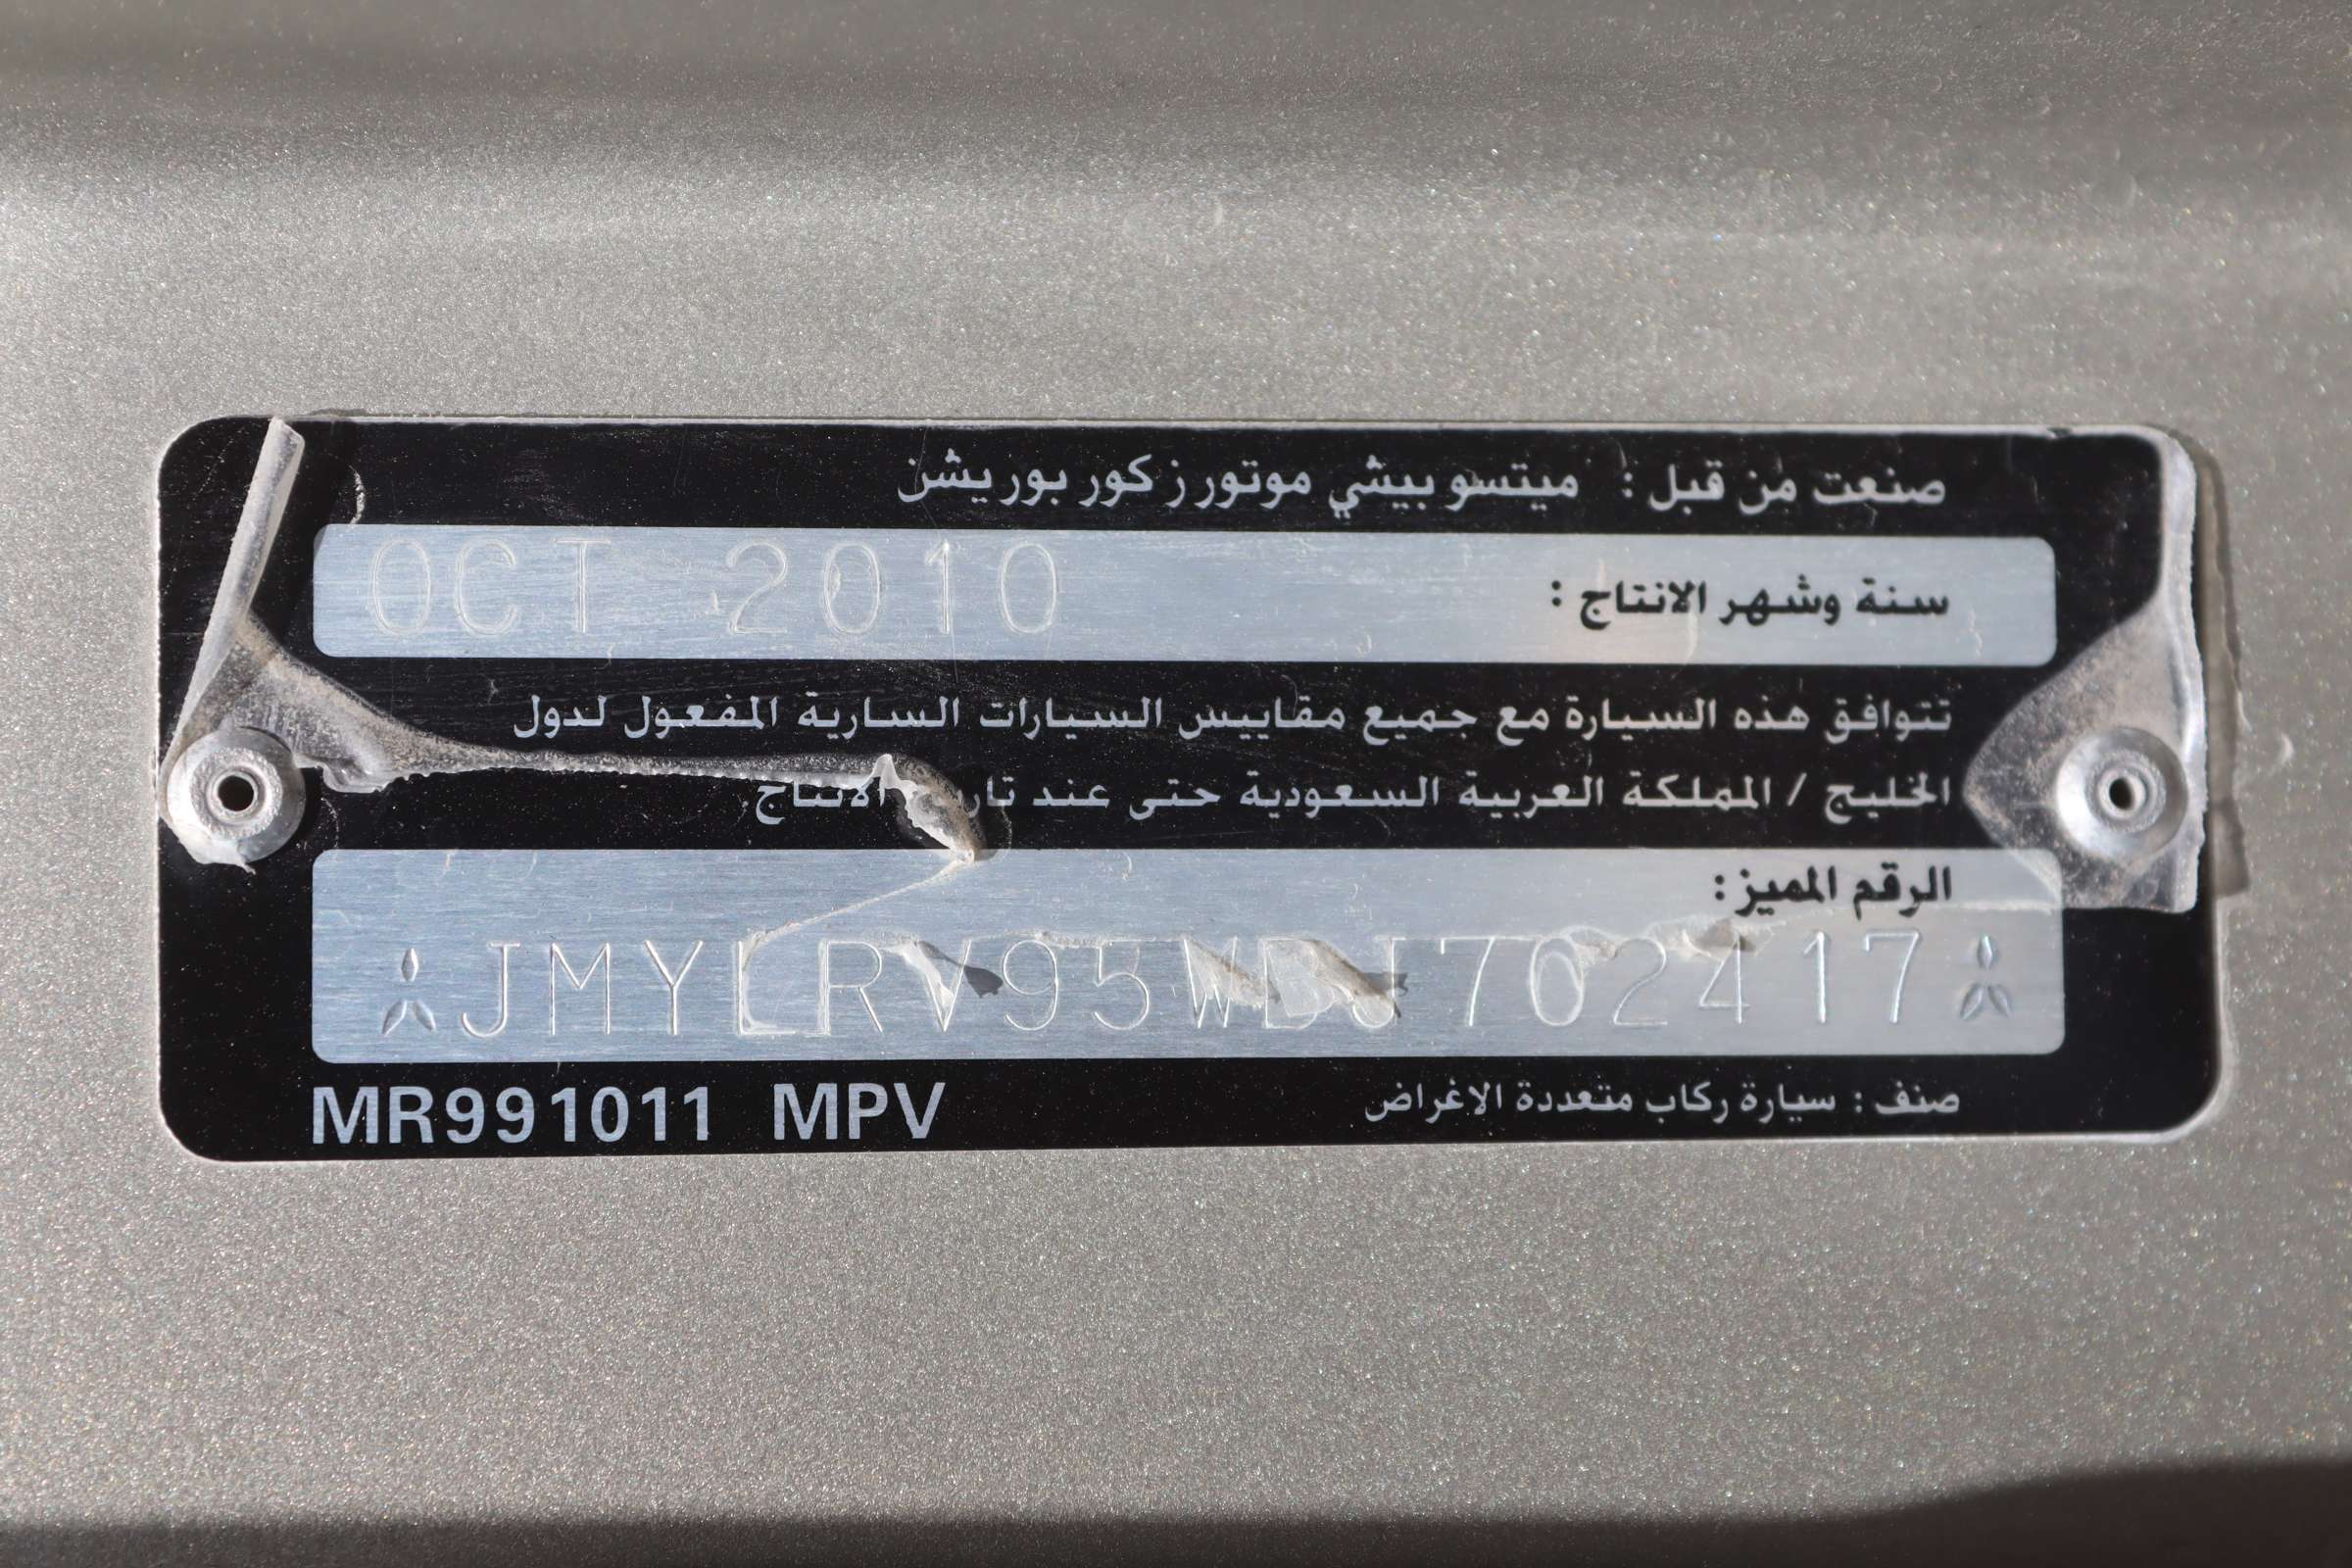 صنعت من قبل : ميتسوبيشي موتورز كوربوريشن
سنة وشهر الانتاج : OCT 2010
تتوافق هذه السيارة مع جميع مقاييس السيارات السارية المفعول لدول
الخليج / المملكة العربية السعودية حتى عند تاريخ الانتاج
الرقم المميز:
JMYLRV95WBJ702417
صنف : سيارة ركاب متعددة الاغراض MR991011 MPV